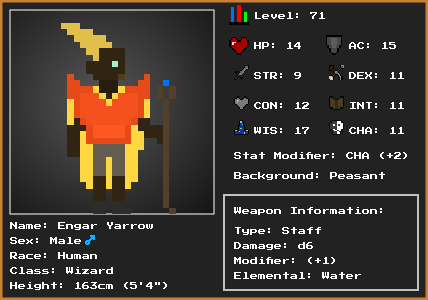 Level: 71
HP: 14 AC: 15
STR: 9 DEX: 11
CON: 12 INT: 11
WIS: 17 CHA: 11
Stat Modifier: CHA (+2)
Background: Peasant
Weapon Information:
Type: Staff
Damage: d6
Modifier: (+1)
Elemental: Water
Name: Engar Yarrow
Sex: Male♂
Race: Human
Class: Wizard
Height: 163cm (5'4")